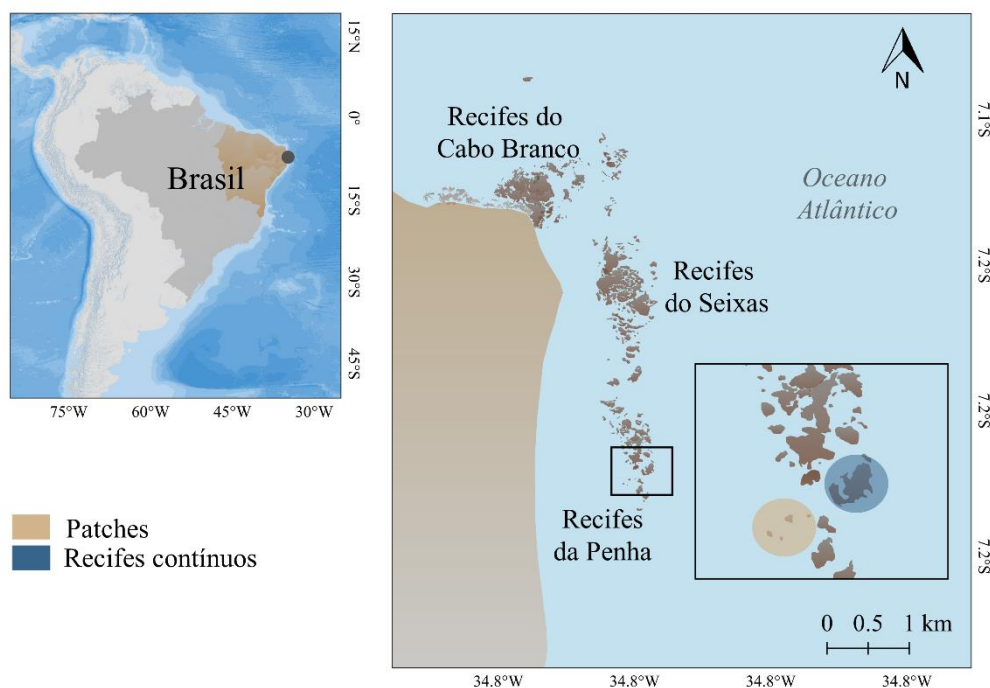 15°N
0°
15°S
30°S
45°S
75°W
60°W
45°W
30°W
Brasil
Patches
Recifes contínuos
N
Recifes do
Cabo Branco
Oceano
Atlântico
Recifes
do Seixas
Recifes
da Penha
0 0.5 1 km
7.1°S
7.2°S
7.2°S
7.2°S
34.8°W
34.8°W
34.8°W
34.8°W